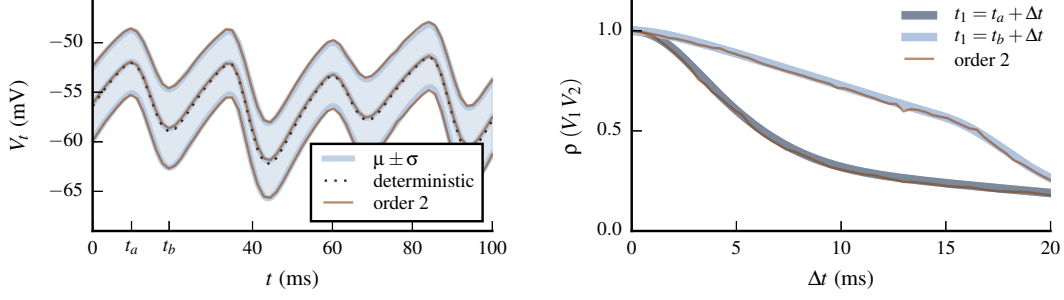 −50
−55
−60
−65
V_t (mV)
μ ± σ
deterministic
order 2
0
t_a
t_b
40
60
80
100
t (ms)
1.0
0.5
0.0
ρ (V_1 V_2)
t_1 = t_a + Δt
t_1 = t_b + Δt
order 2
0
5
10
15
20
Δt (ms)